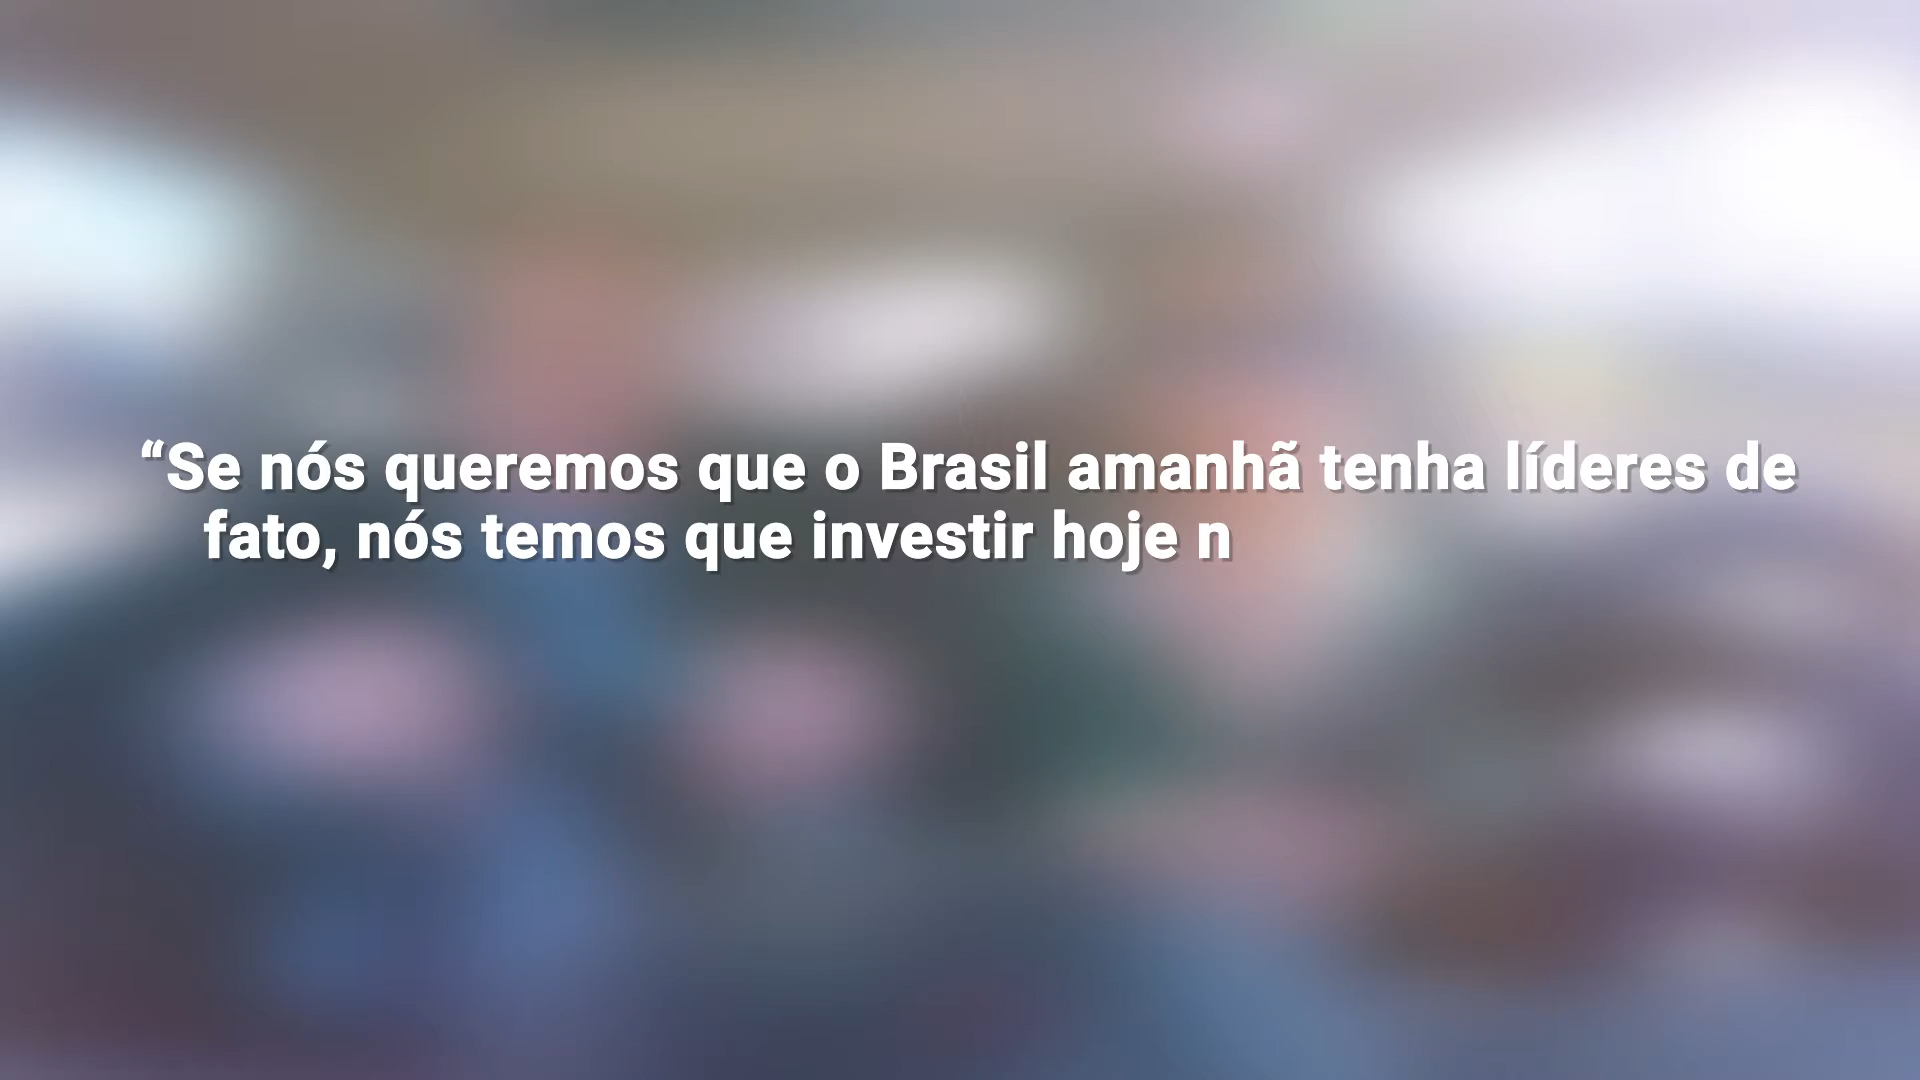 “Se nós queremos que o Brasil amanhã tenha líderes de
fato, nós temos que investir hoje n